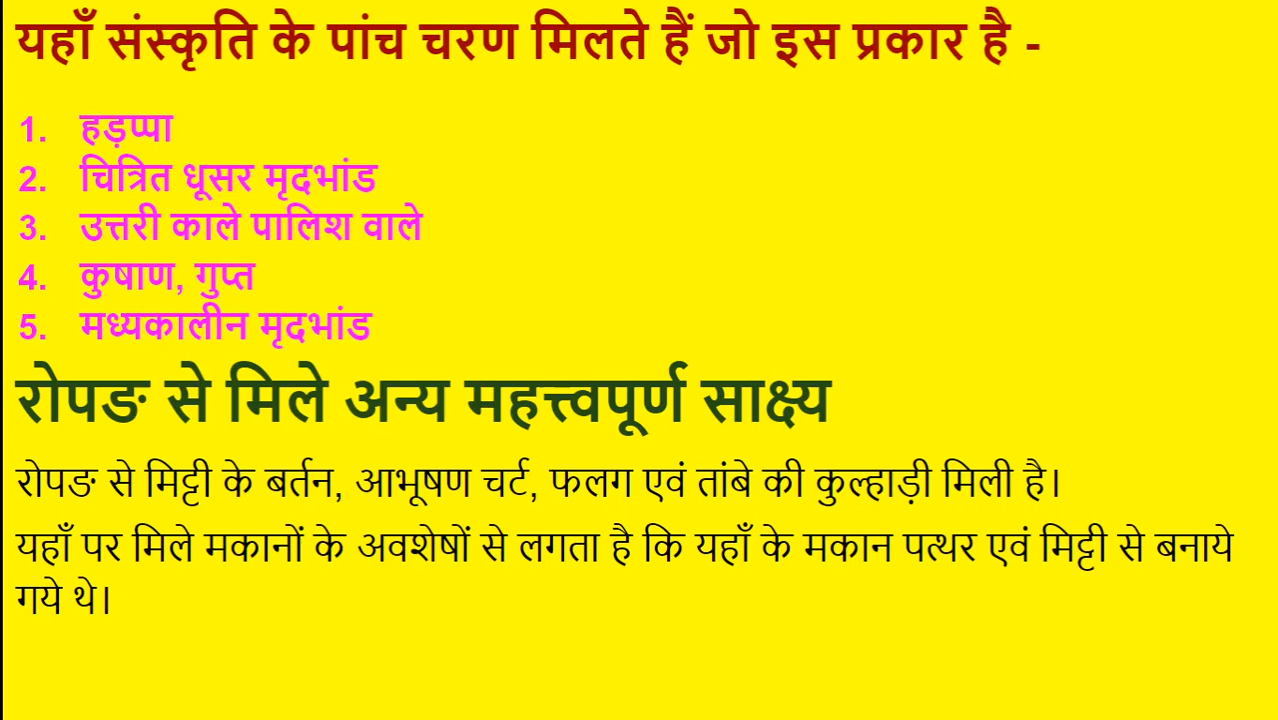 यहाँ संस्कृति के पांच चरण मिलते हैं जो इस प्रकार है -
1. हड़प्पा
2. चित्रित धूसर मृदभांड
3. उत्तरी काले पालिश वाले
4. कुषाण, गुप्त
5. मध्यकालीन मृदभांड
रोपङ से मिले अन्य महत्त्वपूर्ण साक्ष्य
रोपङ से मिट्टी के बर्तन, आभूषण चर्ट, फलग एवं तांबे की कुल्हाड़ी मिली है।
यहाँ पर मिले मकानों के अवशेषों से लगता है कि यहाँ के मकान पत्थर एवं मिट्टी से बनाये
गये थे।